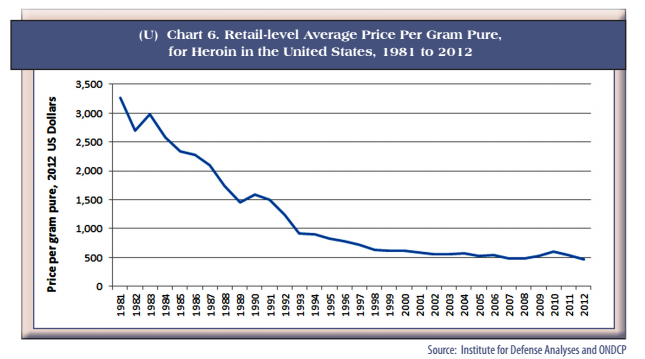 (U) Chart 6. Retail-level Average Price Per Gram Pure,
for Heroin in the United States, 1981 to 2012
Price per gram pure, 2012 US Dollars
3,500
3,000
2,500
2,000
1,500
1,000
500
0
1981 1982 1983 1984 1985 1986 1987 1988 1989 1990 1991 1992 1993 1994 1995 1996 1997 1998 1999 2000 2001 2002 2003 2004 2005 2006 2007 2008 2009 2010 2011 2012
Source: Institute for Defense Analyses and ONDCP